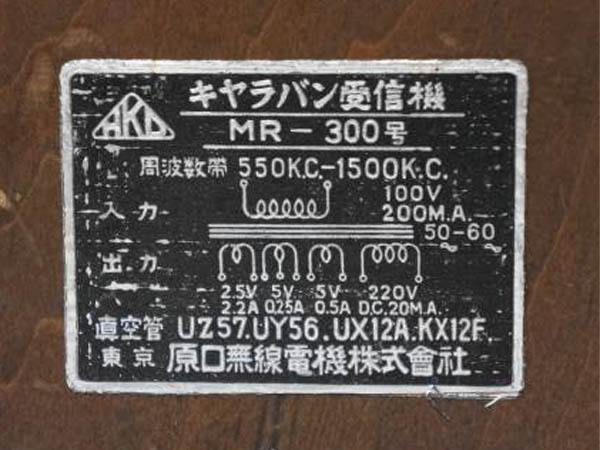 AKD
キヤラバン受信機
MR-300号
周波数帯 550K.C.-1500K.C.
入力 100V
200M.A.
50-60
出力
2.5V 5V 5V 220V
2.2A 0.25A 0.5A D.C.20M.A.
眞空管 UZ57.UY56.UX12A.KX12F.
東京 原口無線電機株式會社